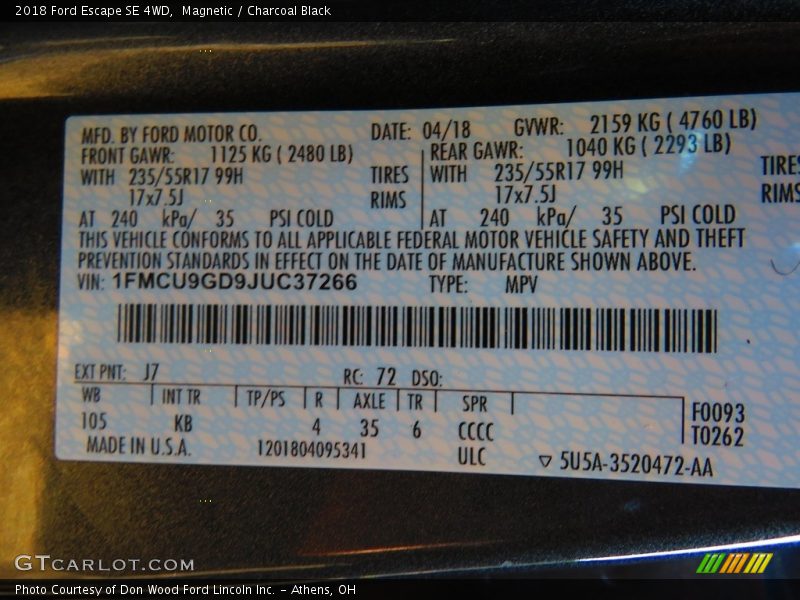 2018 Ford Escape SE 4WD, Magnetic / Charcoal Black
MFD. BY FORD MOTOR CO. DATE: 04/18 GVWR: 2159 KG ( 4760 LB)
FRONT GAWR: 1125 KG ( 2480 LB) REAR GAWR: 1040 KG ( 2293 LB)
WITH 235/55R17 99H TIRES WITH 235/55R17 99H TIRES
17x7.5J RIMS 17x7.5J RIMS
AT 240 kPa/ 35 PSI COLD AT 240 kPa/ 35 PSI COLD
THIS VEHICLE CONFORMS TO ALL APPLICABLE FEDERAL MOTOR VEHICLE SAFETY AND THEFT
PREVENTION STANDARDS IN EFFECT ON THE DATE OF MANUFACTURE SHOWN ABOVE.
VIN: 1FMCU9GD9JUC37266 TYPE: MPV
EXT PNT: J7 RC: 72 DSO:
WB INT TR TP/PS R AXLE TR SPR
105 KB 4 35 6 CCCC
F0093
T0262
MADE IN U.S.A. 1201804095341 ULC 5U5A-3520472-AA
GTCARLOT.COM
Photo Courtesy of Don Wood Ford Lincoln Inc. - Athens, OH